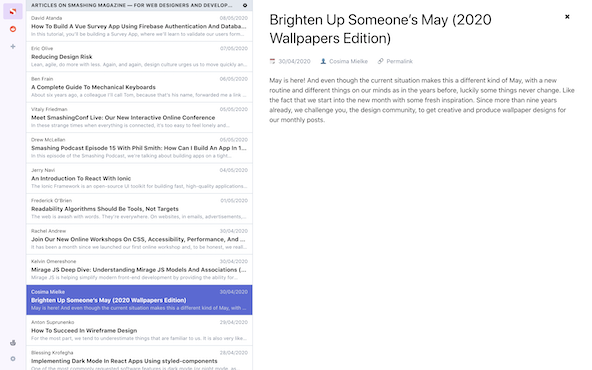 ARTICLES ON SMASHING MAGAZINE — FOR WEB DESIGNERS AND DEVELOP...
David Atanda 08/05/2020
How To Build A Vue Survey App Using Firebase Authentication And Databa...
In this tutorial, you'll be building a Survey App, where we'll learn to validate our users form...
Eric Olive 07/05/2020
Reducing Design Risk
Lean, agile, do more with less. Again, and again, design culture urges us to move quickly an...
Ben Frain 06/05/2020
A Complete Guide To Mechanical Keyboards
About six years ago, a colleague I'll call Tom, because that's his name, forwarded me a link ...
Vitaly Friedman 05/05/2020
Meet SmashingConf Live: Our New Interactive Online Conference
In these strange times when everything is connected, it's too easy to feel lonely and...
Drew McLellan 05/05/2020
Smashing Podcast Episode 15 With Phil Smith: How Can I Build An App In 1...
In this episode of the Smashing Podcast, we're talking about building apps on a tight...
Jerry Navi 04/05/2020
An Introduction To React With Ionic
The Ionic Framework is an open-source UI toolkit for building fast, high-quality applications...
Frederick O'Brien 01/05/2020
Readability Algorithms Should Be Tools, Not Targets
The web is awash with words. They're everywhere. On websites, in emails, advertisements,...
Rachel Andrew 30/04/2020
Join Our New Online Workshops On CSS, Accessibility, Performance, And ...
It has been a month since we launched our first online workshop and, to be honest, we reall...
Kelvin Omereshone 30/04/2020
Mirage JS Deep Dive: Understanding Mirage JS Models And Associations (...
Mirage JS is helping simplify modern front-end development by providing the ability for...
Cosima Mielke 30/04/2020
Brighten Up Someone's May (2020 Wallpapers Edition)
May is here! And even though the current situation makes this a different kind of May, with ...
Anton Suprunenko 29/04/2020
How To Succeed In Wireframe Design
For the most part, we tend to underestimate things that are familiar to us. It is also very like...
Blessing Krofegha 28/04/2020
Implementing Dark Mode In React Apps Using styled-components
One of the most commonly requested software features is dark mode (or night mode, as
Brighten Up Someone's May (2020
Wallpapers Edition)
30/04/2020 Cosima Mielke Permalink
May is here! And even though the current situation makes this a different kind of May, with a new
routine and different things on our minds as in the years before, luckily some things never change. Like
the fact that we start into the new month with some fresh inspiration. Since more than nine years
already, we challenge you, the design community, to get creative and produce wallpaper designs for
our monthly posts.